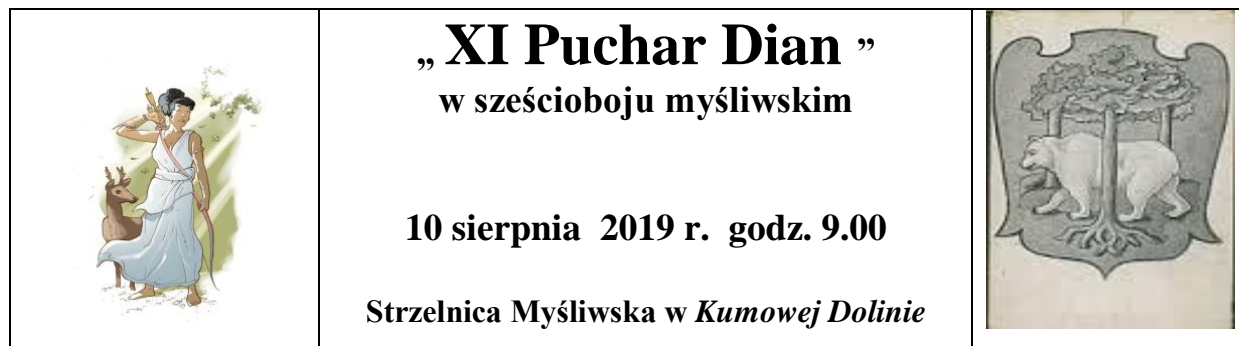 „ XI Puchar Dian ”
w sześcioboju myśliwskim
10 sierpnia 2019 r. godz. 9.00
Strzelnica Myśliwska w Kumowej Dolinie